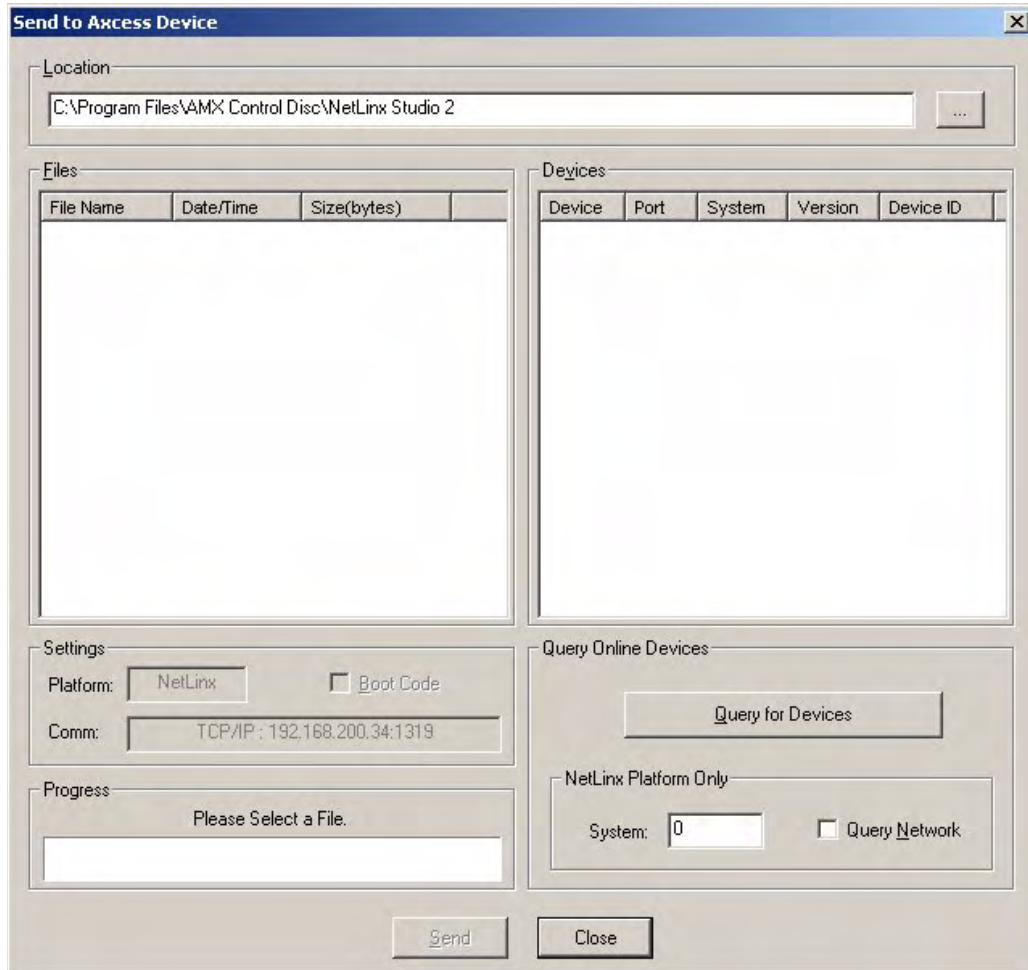 Send to Axcess Device
Location
C:\Program Files\AMX Control Disc\NetLinx Studio 2
...
Files
File Name Date/Time Size(bytes)
Devices
Device Port System Version Device ID
Settings
Platform: NetLinx Boot Code
Comm: TCP/IP : 192.168.200.34:1319
Progress
Please Select a File.
Query Online Devices
Query for Devices
NetLinx Platform Only
System: 0 Query Network
Send Close